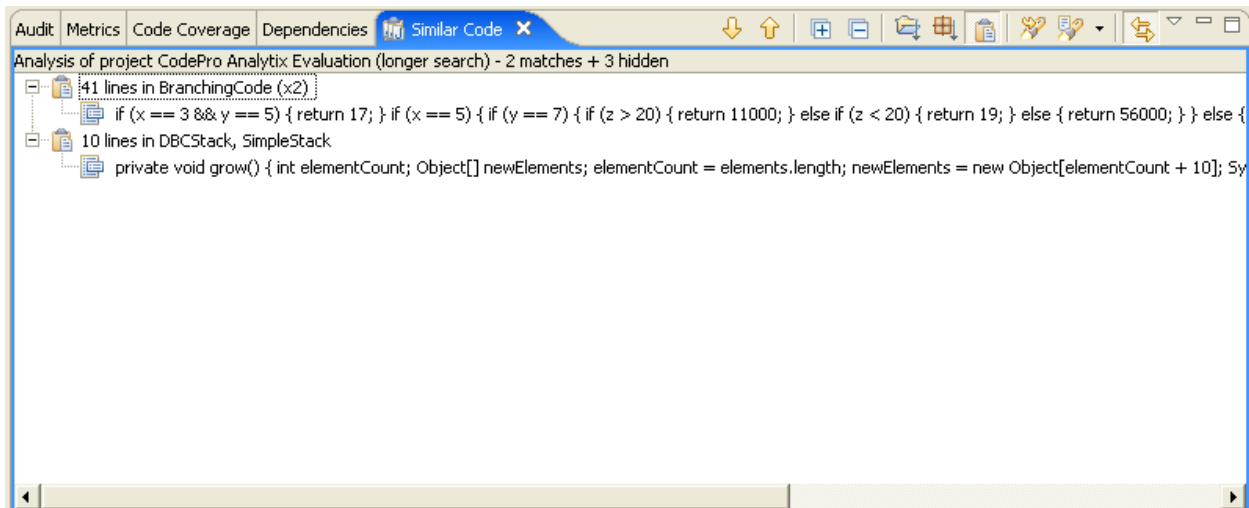 Audit Metrics Code Coverage Dependencies Similar Code
Analysis of project CodePro Analytix Evaluation (longer search) - 2 matches + 3 hidden
41 lines in BranchingCode (x2)
if (x == 3 && y == 5) { return 17; } if (x == 5) { if (y == 7) { if (z > 20) { return 11000; } else if (z < 20) { return 19; } else { return 56000; } } else {
10 lines in DBCStack, SimpleStack
private void grow() { int elementCount; Object[] newElements; elementCount = elements.length; newElements = new Object[elementCount + 10]; Sy